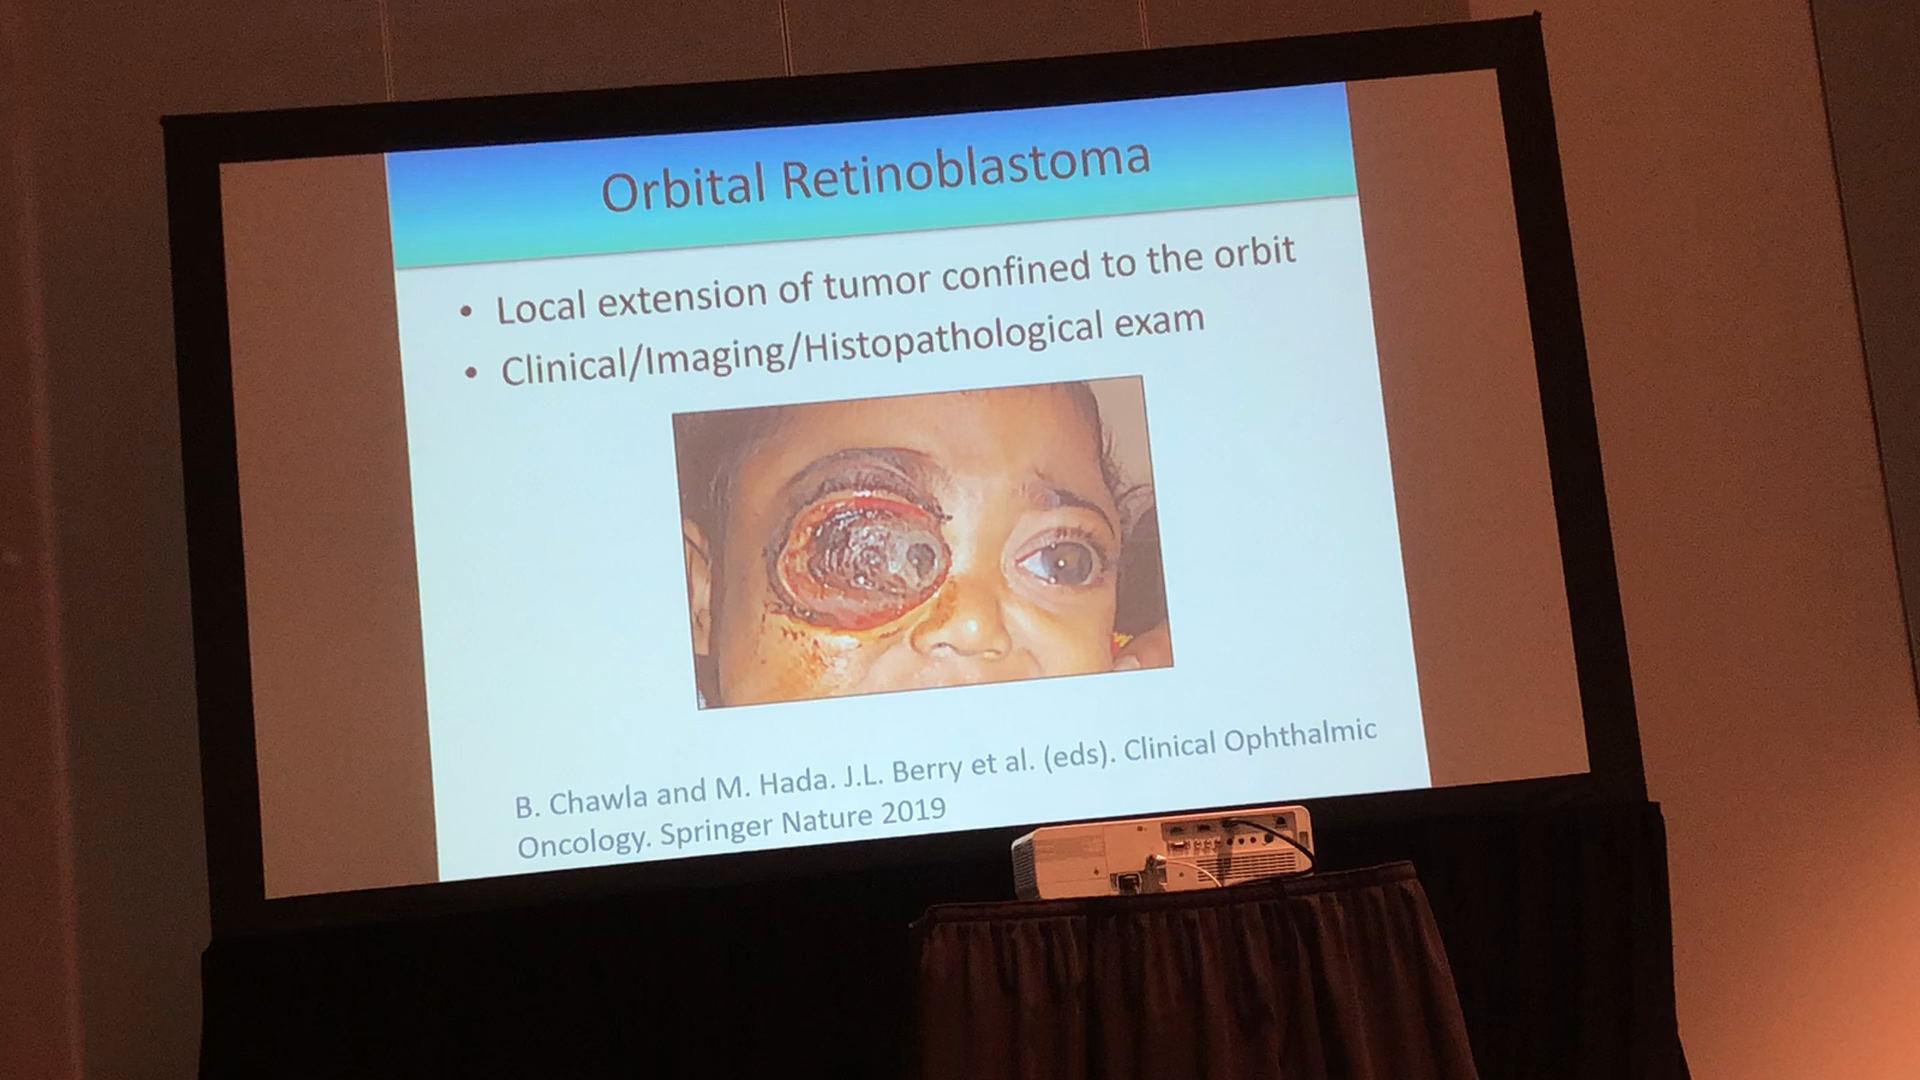 Orbital Retinoblastoma
• Local extension of tumor confined to the orbit
• Clinical/Imaging/Histopathological exam
B. Chawla and M. Hada. J.L. Berry et al. (eds). Clinical Ophthalmic
Oncology. Springer Nature 2019